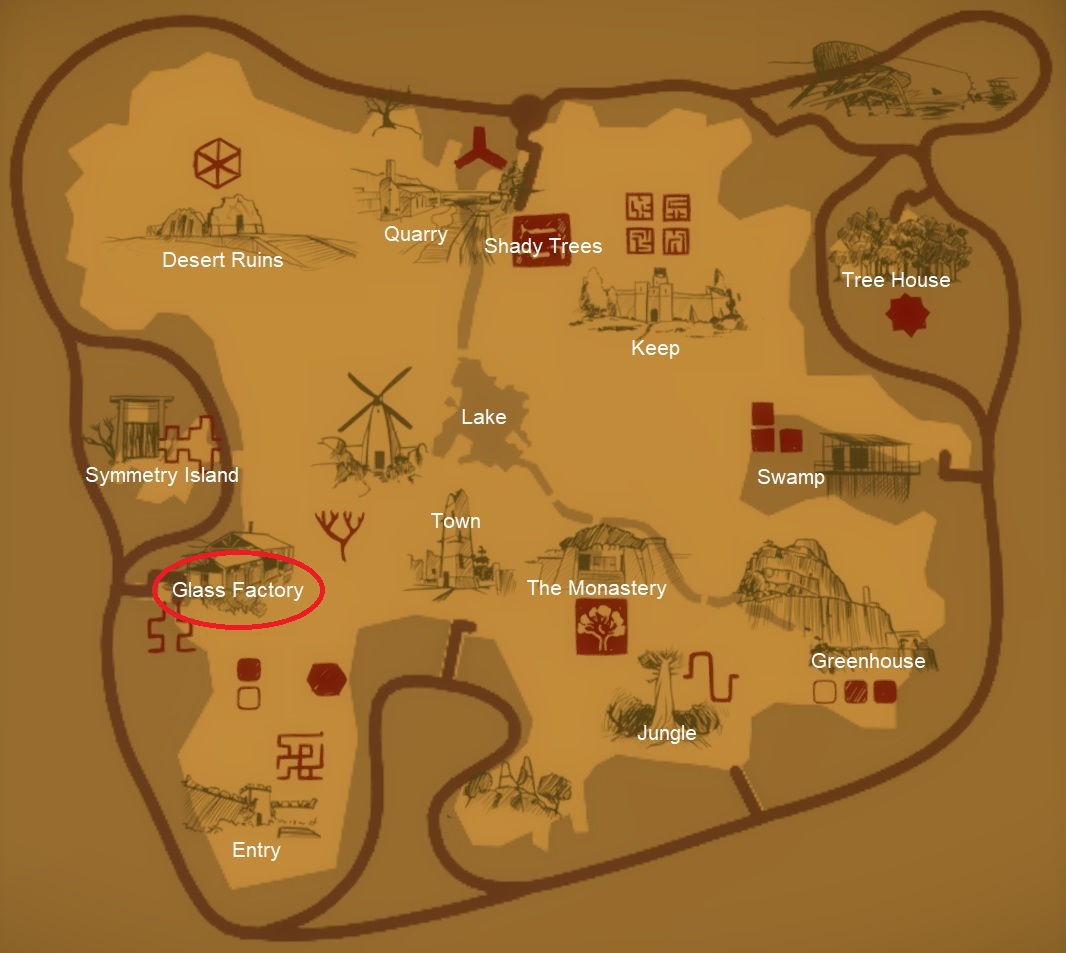 Quarry
Shady Trees
Desert Ruins
Tree House
Keep
Lake
Symmetry Island
Swamp
Town
Glass Factory
The Monastery
Greenhouse
Jungle
Entry